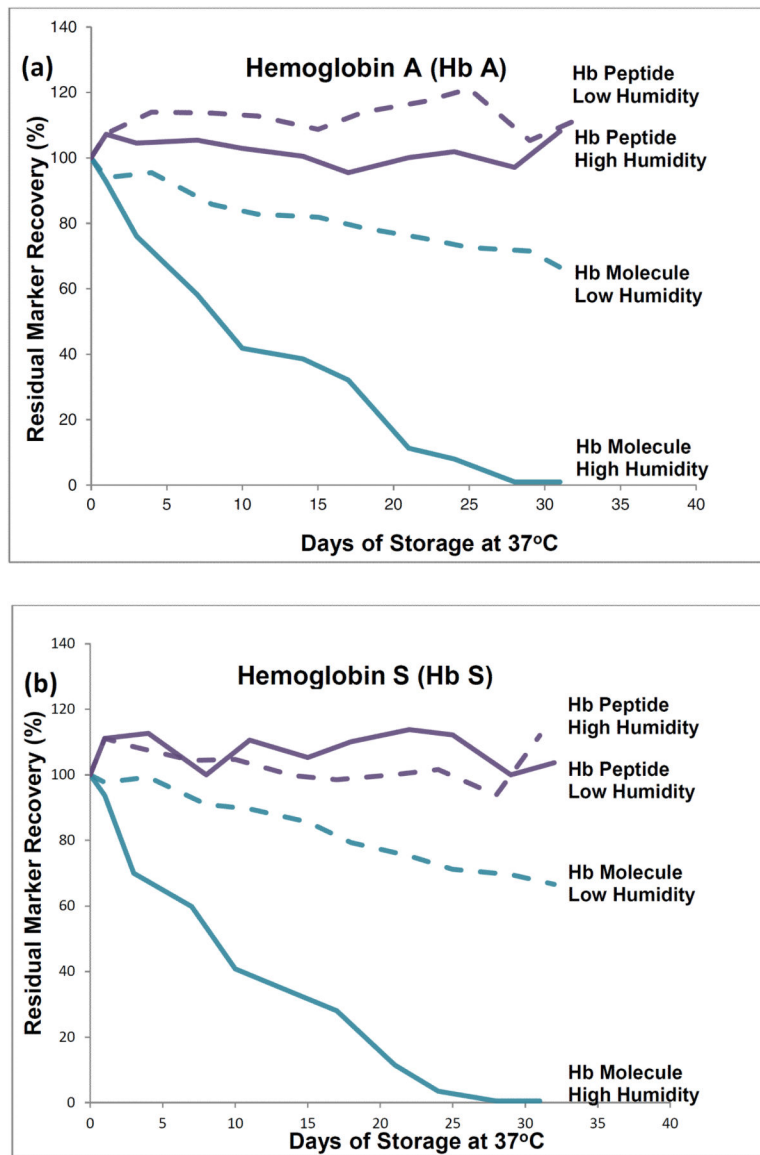 140
(a)
Hemoglobin A (Hb A)
Hb Peptide
Low Humidity
120
Hb Peptide
High Humidity
100
80
Hb Molecule
Low Humidity
60
40
20
Hb Molecule
High Humidity
0
Residual Marker Recovery (%)
0 5 10 15 20 25 30 35 40
Days of Storage at 37ºC
140
(b)
Hemoglobin S (Hb S)
Hb Peptide
High Humidity
120
100
Hb Peptide
Low Humidity
80
Hb Molecule
Low Humidity
60
40
20
Hb Molecule
High Humidity
0
Residual Marker Recovery (%)
0 5 10 15 20 25 30 35 40
Days of Storage at 37ºC